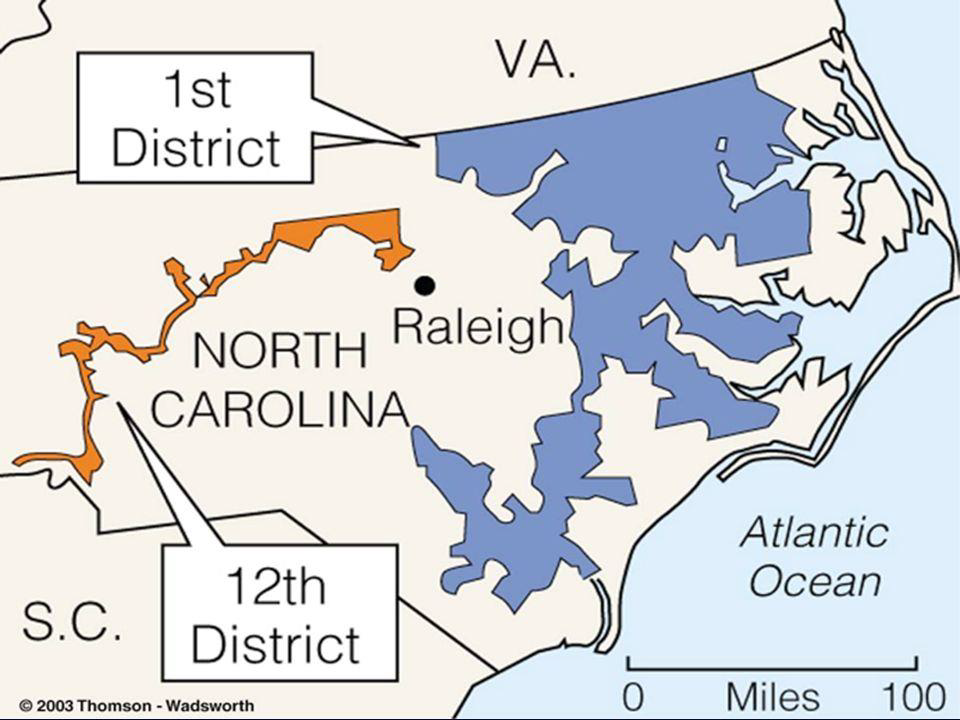 VA.
1st
District
Raleigh
NORTH
CAROLINA
Atlantic
Ocean
12th
District
S.C.
0 Miles 100
© 2003 Thomson - Wadsworth